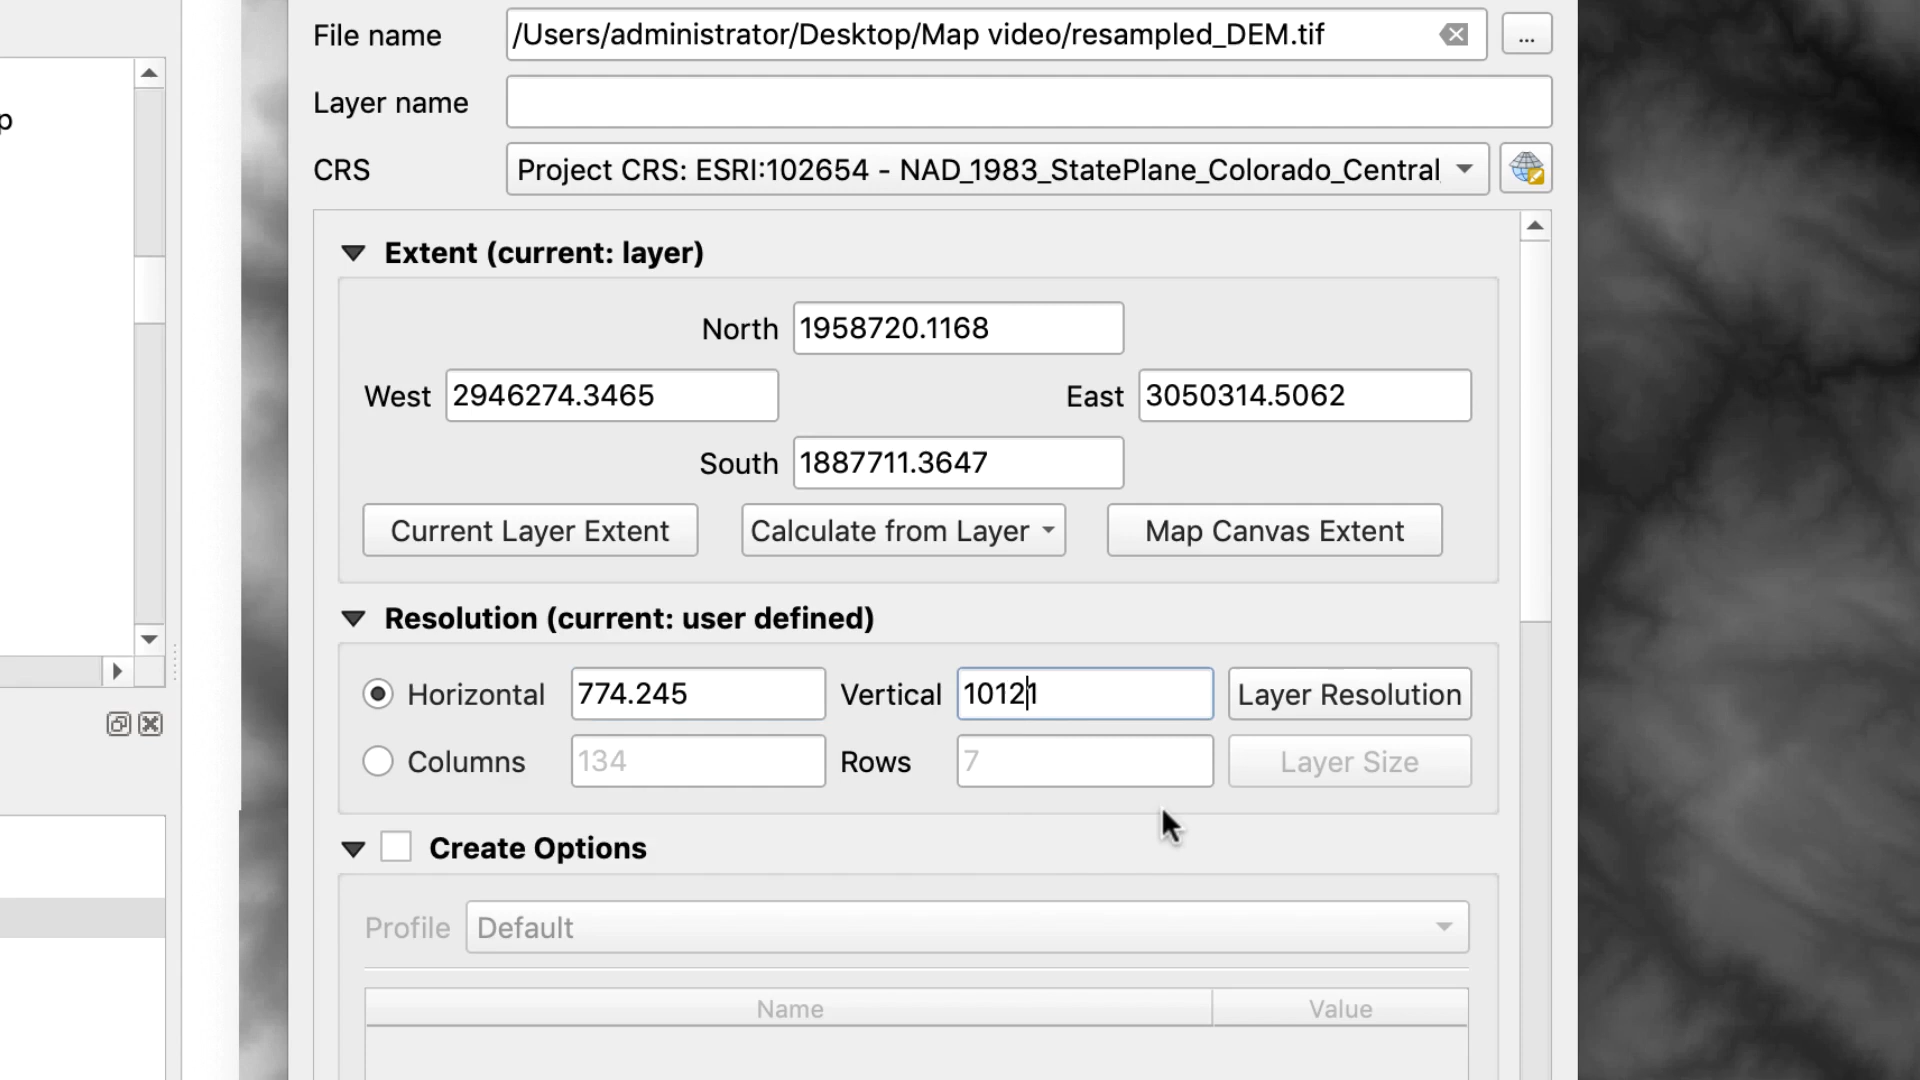 File name /Users/administrator/Desktop/Map video/resampled_DEM.tif ...
Layer name
p
CRS Project CRS: ESRI:102654 - NAD_1983_StatePlane_Colorado_Central
Extent (current: layer)
North 1958720.1168
West 2946274.3465 East 3050314.5062
South 1887711.3647
Current Layer Extent Calculate from Layer Map Canvas Extent
Resolution (current: user defined)
Horizontal 774.245 Vertical 10121 Layer Resolution
Columns 134 Rows 7 Layer Size
Create Options
Profile Default
Name Value